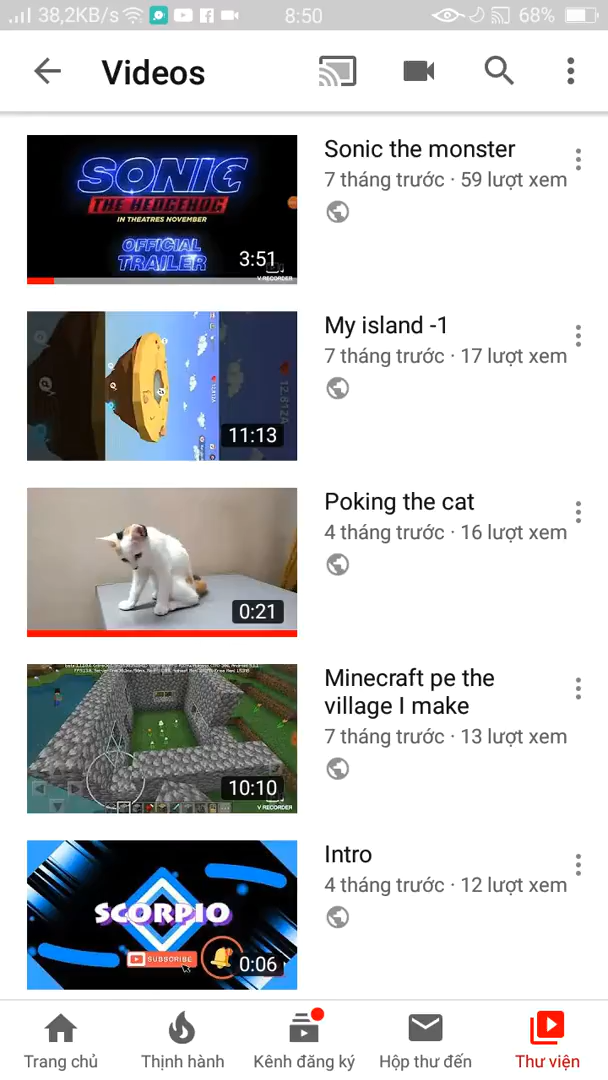 38,2KB/s 8:50 68%
Videos
SONIC
THE HEDGEHOG
IN THEATRES NOVEMBER
OFFICIAL
TRAILER
3:51
V RECORDER
Sonic the monster
7 tháng trước · 59 lượt xem
11:13
My island -1
7 tháng trước · 17 lượt xem
0:21
Poking the cat
4 tháng trước · 16 lượt xem
10:10
V RECORDER
Minecraft pe the
village I make
7 tháng trước · 13 lượt xem
SCORPIO
SUBSCRIBE
0:06
Intro
4 tháng trước · 12 lượt xem
Trang chủ Thịnh hành Kênh đăng ký Hộp thư đến Thư viện